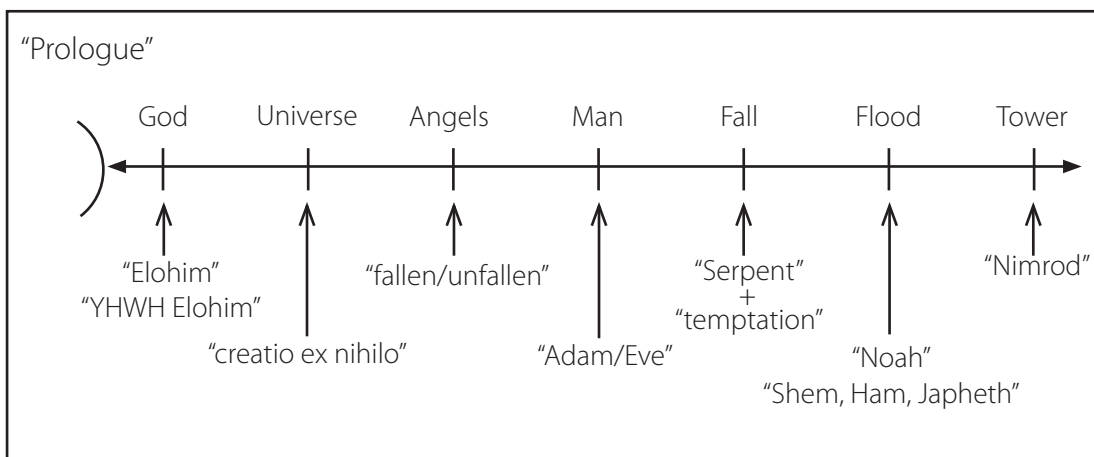 “Prologue”
God Universe Angels Man Fall Flood Tower
“Elohim”
“YHWH Elohim”
“creatio ex nihilo”
“fallen/unfallen”
“Adam/Eve”
“Serpent”
+
“temptation”
“Noah”
“Shem, Ham, Japheth”
“Nimrod”